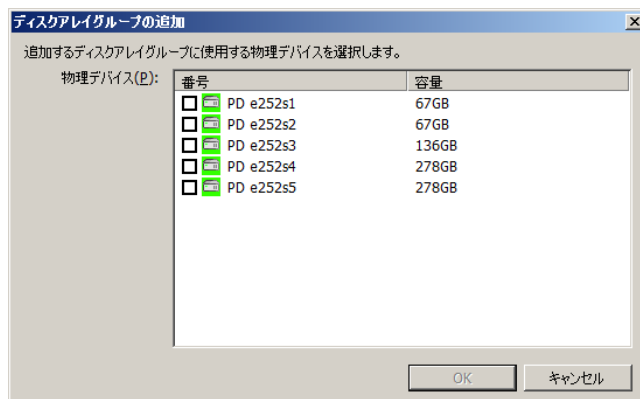 ディスクアレイグループの追加
追加するディスクアレイグループに使用する物理デバイスを選択します。
物理デバイス(P):
番号 容量
PD e252s1 67GB
PD e252s2 67GB
PD e252s3 136GB
PD e252s4 278GB
PD e252s5 278GB
OK キャンセル